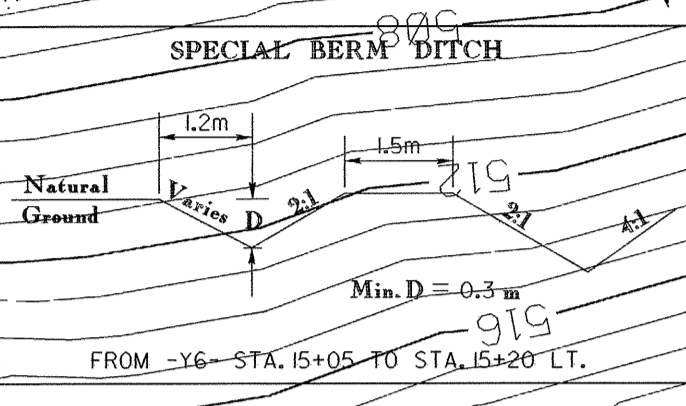 508
SPECIAL BERM DITCH
1.2m
1.5m
512
Natural
Ground
Varies
D
2:1
2:1
4:1
Min. D = 0.3 m
516
FROM -Y6- STA. 15+05 TO STA. 15+20 LT.